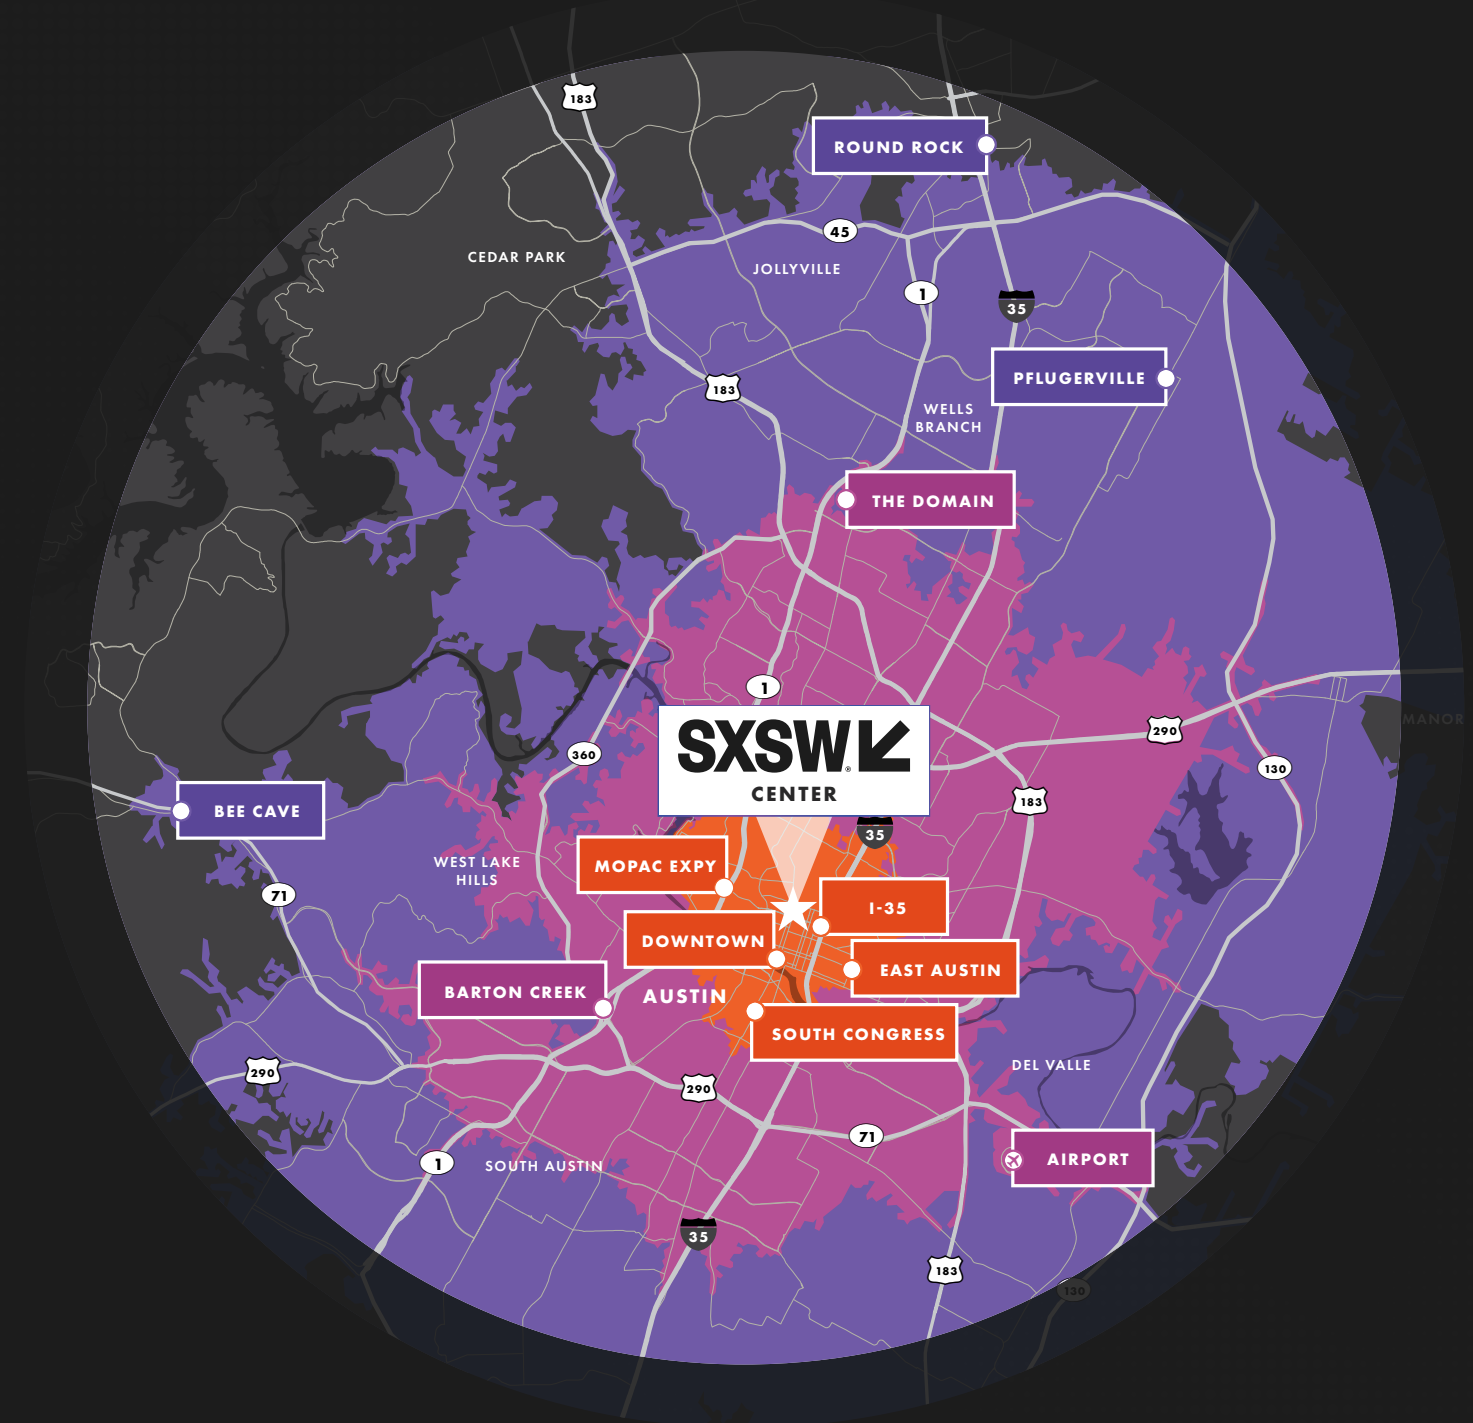 183
ROUND ROCK
45
CEDAR PARK
JOLLYVILLE
1
35
183
PFLUGERVILLE
WELLS
BRANCH
THE DOMAIN
1
SXSW
CENTER
MANOR
290
360
130
183
BEE CAVE
35
MOPAC EXPY
WEST LAKE
HILLS
71
I-35
DOWNTOWN
EAST AUSTIN
BARTON CREEK
AUSTIN
SOUTH CONGRESS
DEL VALLE
290
290
71
1
SOUTH AUSTIN
AIRPORT
35
183
130